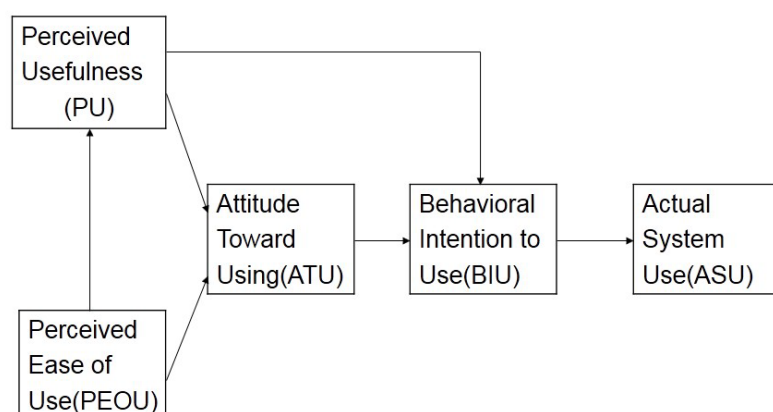 Perceived
Usefulness
(PU)
Attitude
Toward
Using(ATU)
Behavioral
Intention to
Use(BIU)
Actual
System
Use(ASU)
Perceived
Ease of
Use(PEOU)